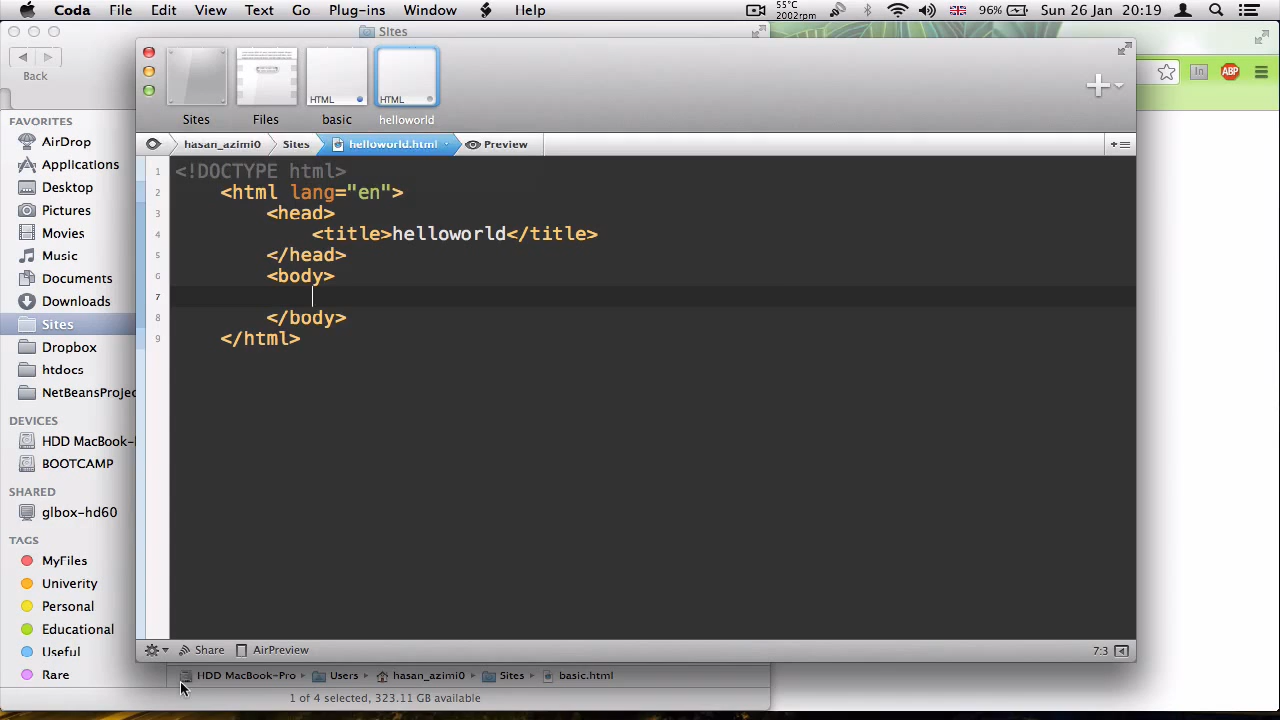 Coda File Edit View Text Go Plug-ins Window Help 55°C 2002rpm 96% Sun 26 Jan 20:19
Sites
Back
In ABP
HTML HTML
Sites Files basic helloworld
hasan_azimi0 Sites helloworld.html Preview
FAVORITES
AirDrop
Applications
Desktop
Pictures
Movies
Music
Documents
Downloads
Sites
Dropbox
htdocs
NetBeansProje
DEVICES
HDD MacBook-
BOOTCAMP
SHARED
glbox-hd60
TAGS
MyFiles
Univerity
Personal
Educational
Useful
Rare
1 <!DOCTYPE html>
2 <html lang="en">
3 <head>
4 <title>helloworld</title>
5 </head>
6 <body>
7
8 </body>
9 </html>
Share AirPreview 7:3
HDD MacBook-Pro Users hasan_azimi0 Sites basic.html
1 of 4 selected, 323.11 GB available